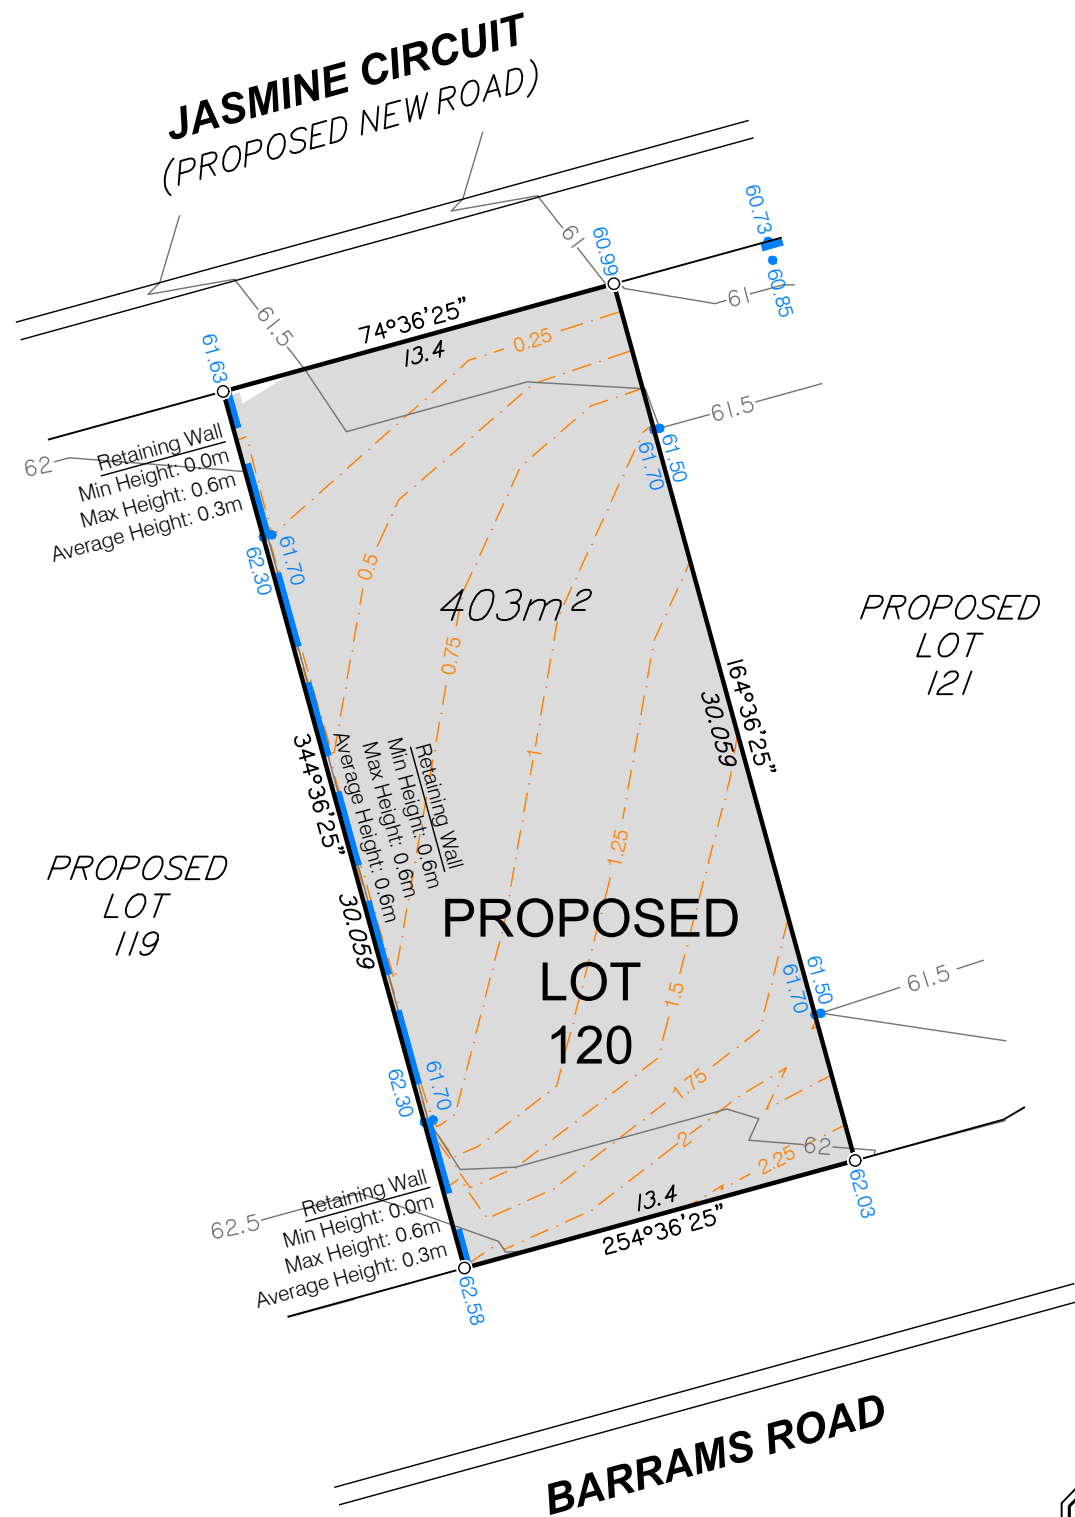 JASMINE CIRCUIT
(PROPOSED NEW ROAD)
60.73
60.85
61
60.99
61
61.5
74°36'25"
13.4
0.25
61.63
61.5
61.50
61.70
62
Retaining Wall
Min Height: 0.0m
Max Height: 0.6m
Average Height: 0.3m
62.30
61.70
0.5
403m²
0.75
PROPOSED
LOT
121
164°36'25"
30.059
344°36'25"
30.059
Retaining Wall
Min Height: 0.6m
Max Height: 0.6m
Average Height: 0.6m
1
1.25
PROPOSED
LOT
119
PROPOSED
LOT
120
61.50
61.70
61.5
1.5
62.30
61.70
1.75
2
2.25
62
62.03
62.5
Retaining Wall
Min Height: 0.0m
Max Height: 0.6m
Average Height: 0.3m
13.4
254°36'25"
62.58
BARRAMS ROAD